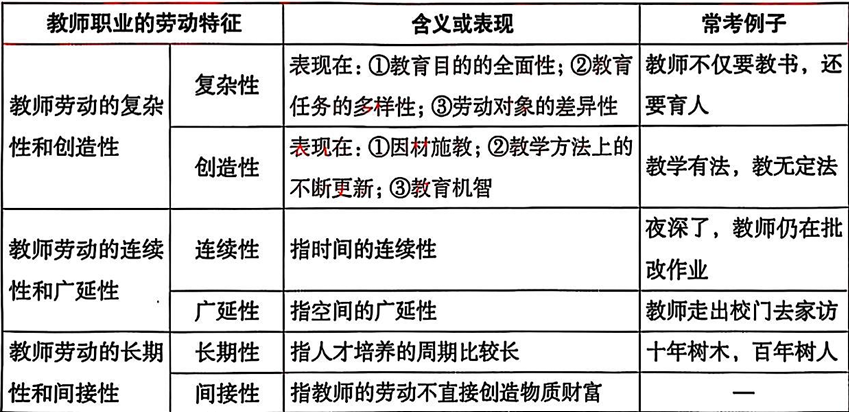 教师职业的劳动特征 含义或表现 常考例子
教师劳动的复杂
性和创造性
复杂性
表现在：①教育目的的全面性；②教育
任务的多样性；③劳动对象的差异性
教师不仅要教书，还
要育人
创造性
表现在：①因材施教；②教学方法上的
不断更新；③教育机智
教学有法，教无定法
教师劳动的连续
性和广延性
连续性
指时间的连续性
夜深了，教师仍在批
改作业
广延性
指空间的广延性
教师走出校门去家访
教师劳动的长期
性和间接性
长期性
指人才培养的周期比较长
十年树木，百年树人
间接性
指教师的劳动不直接创造物质财富
—